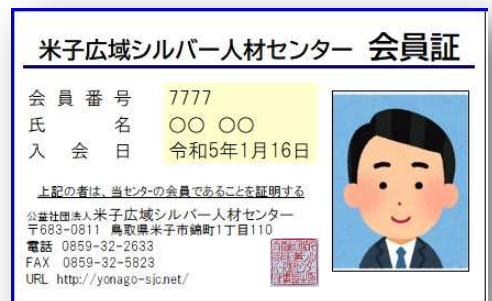 米子広域シルバー人材センター 会員証
会員番号 7777
氏名 〇〇 〇〇
入会日 令和5年1月16日
上記の者は、当センターの会員であることを証明する
公益社団法人米子広域シルバー人材センター
〒683-0811 鳥取県米子市錦町1丁目110
電話 0859-32-2633
FAX 0859-32-5823
URL http://yonago-sjc.net/